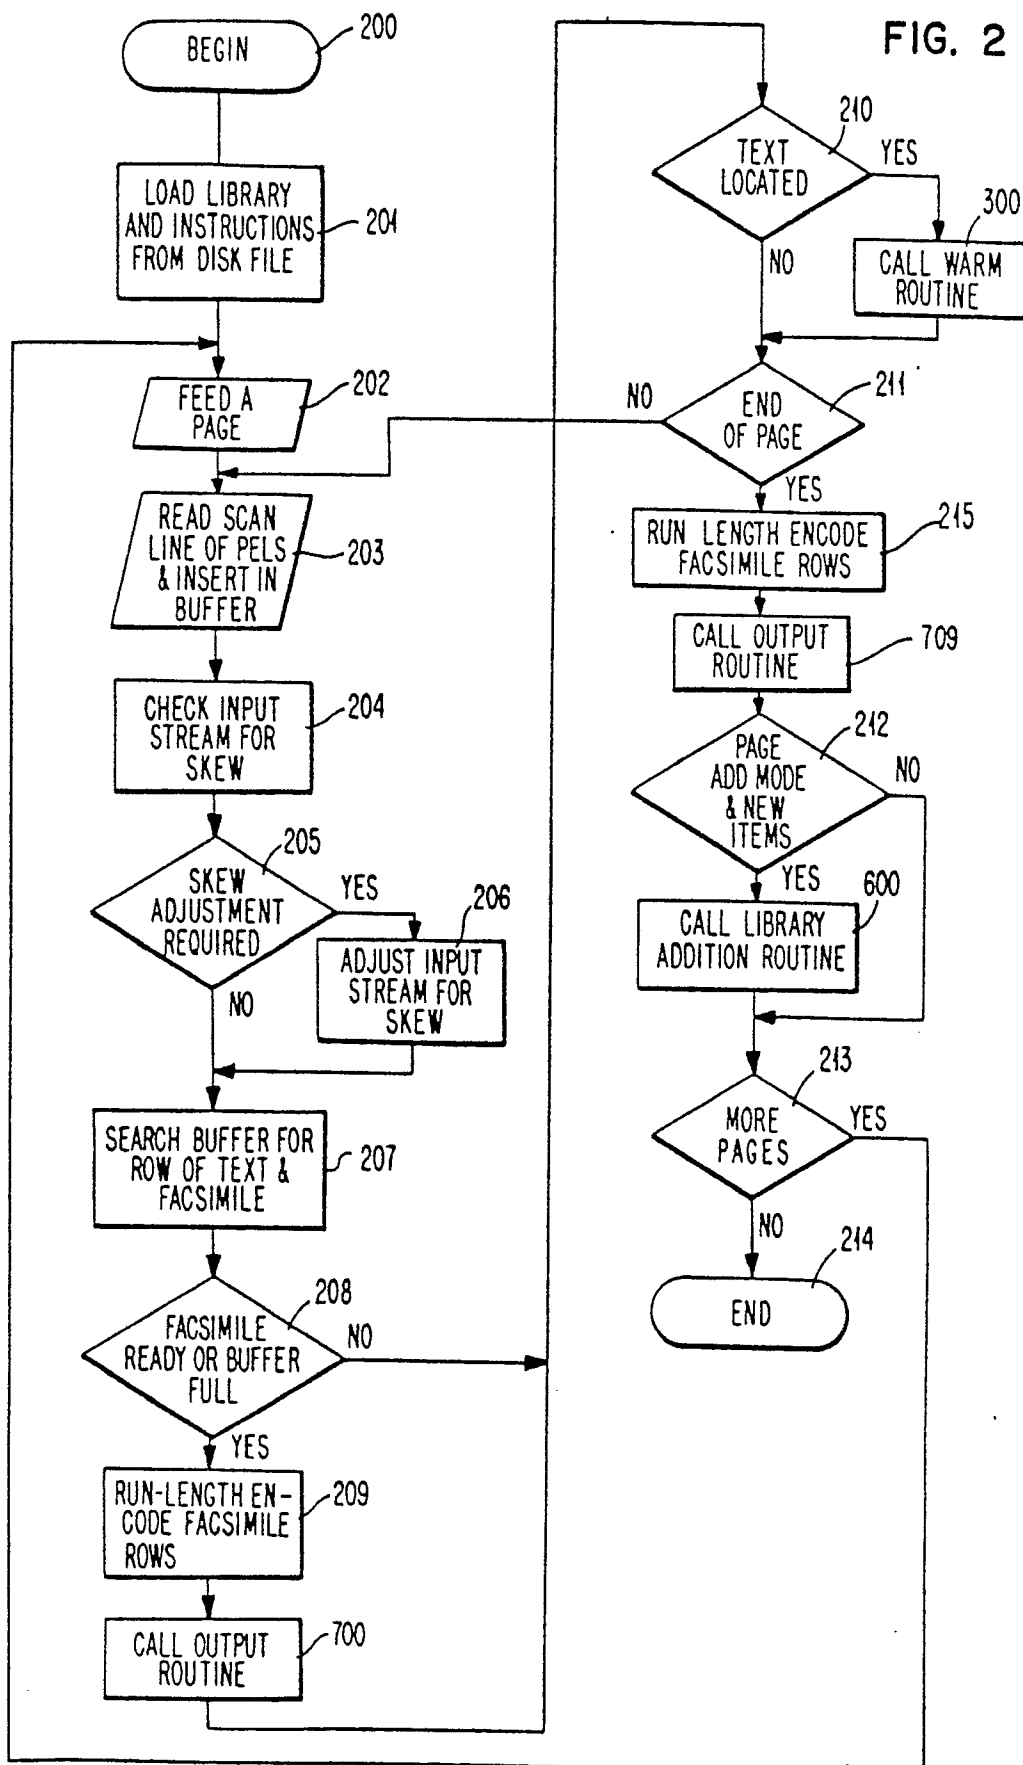 FIG. 2
BEGIN
200
LOAD LIBRARY
AND INSTRUCTIONS
FROM DISK FILE
201
FEED A
PAGE
202
READ SCAN
LINE OF PELS
& INSERT IN
BUFFER
203
CHECK INPUT
STREAM FOR
SKEW
204
SKEW
ADJUSTMENT
REQUIRED
205
YES
NO
ADJUST INPUT
STREAM FOR
SKEW
206
SEARCH BUFFER FOR
ROW OF TEXT &
FACSIMILE
207
FACSIMILE
READY OR BUFFER
FULL
208
NO
YES
RUN-LENGTH EN-
CODE FACSIMILE
ROWS
209
CALL OUTPUT
ROUTINE
700
TEXT
LOCATED
210
YES
NO
CALL WARM
ROUTINE
300
END
OF PAGE
211
NO
YES
RUN LENGTH ENCODE
FACSIMILE ROWS
215
CALL OUTPUT
ROUTINE
709
PAGE
ADD MODE
& NEW
ITEMS
212
NO
YES
CALL LIBRARY
ADDITION ROUTINE
600
MORE
PAGES
213
YES
NO
END
214